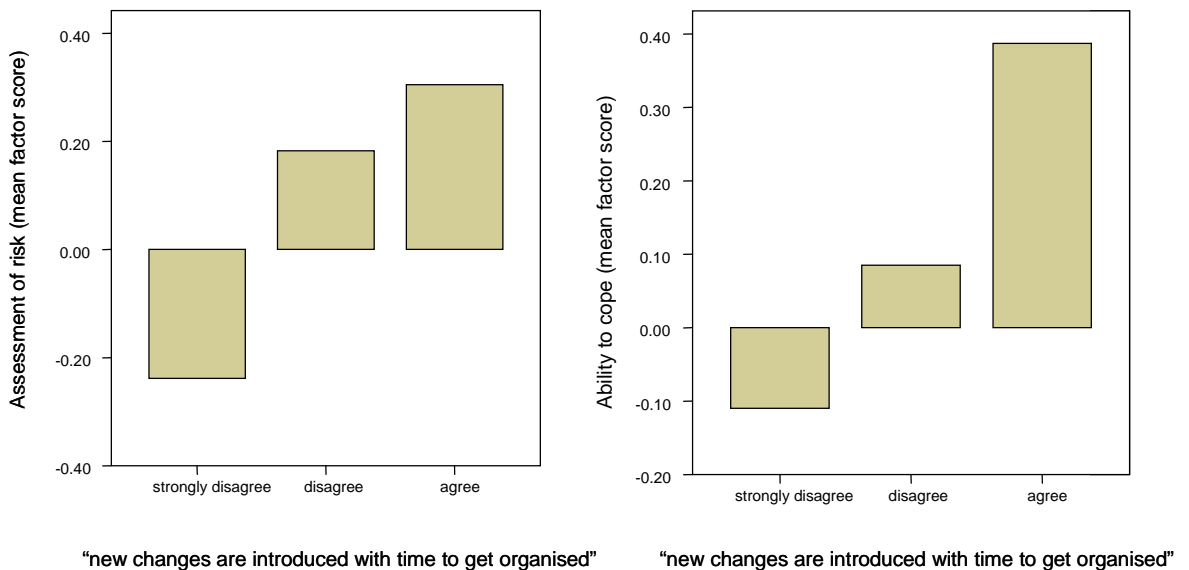 Assessment of risk (mean factor score)
0.40
0.20
0.00
-0.20
-0.40
strongly disagree
disagree
agree
“new changes are introduced with time to get organised”
Ability to cope (mean factor score)
0.40
0.30
0.20
0.10
0.00
-0.10
-0.20
strongly disagree
disagree
agree
“new changes are introduced with time to get organised”